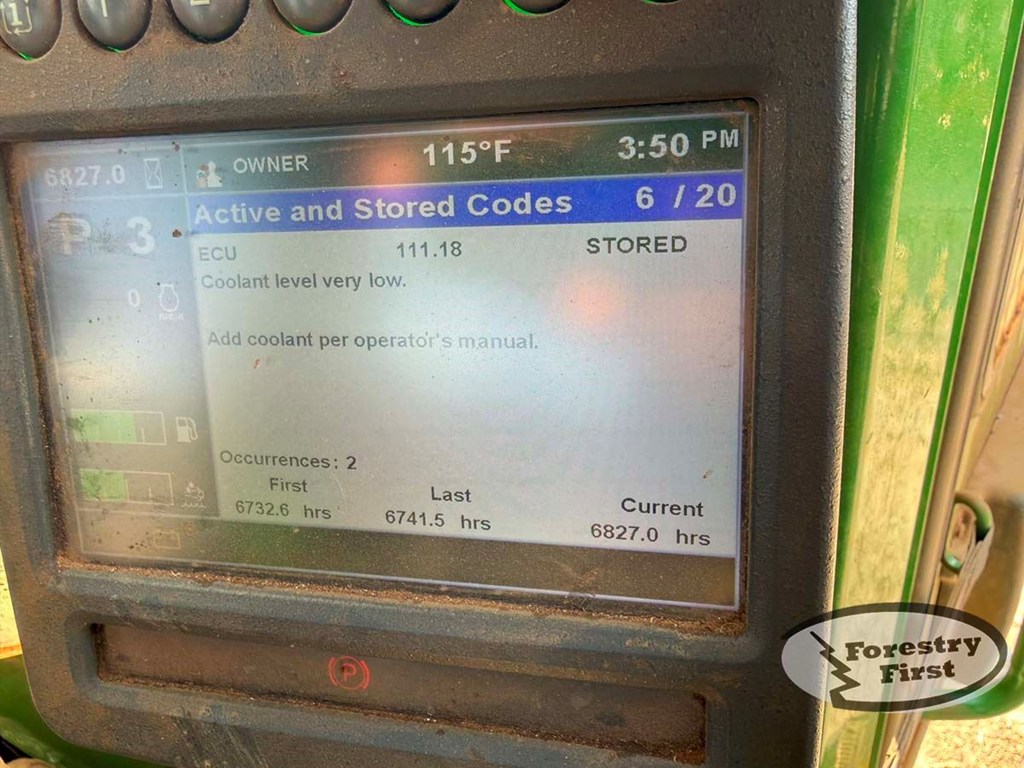 6827.0
OWNER
115°F
3:50 PM
P 3
Active and Stored Codes
6 / 20
ECU
111.18
STORED
Coolant level very low.
0
Add coolant per operator's manual.
Occurrences: 2
First
Last
Current
6732.6 hrs
6741.5 hrs
6827.0 hrs
P
Forestry
First